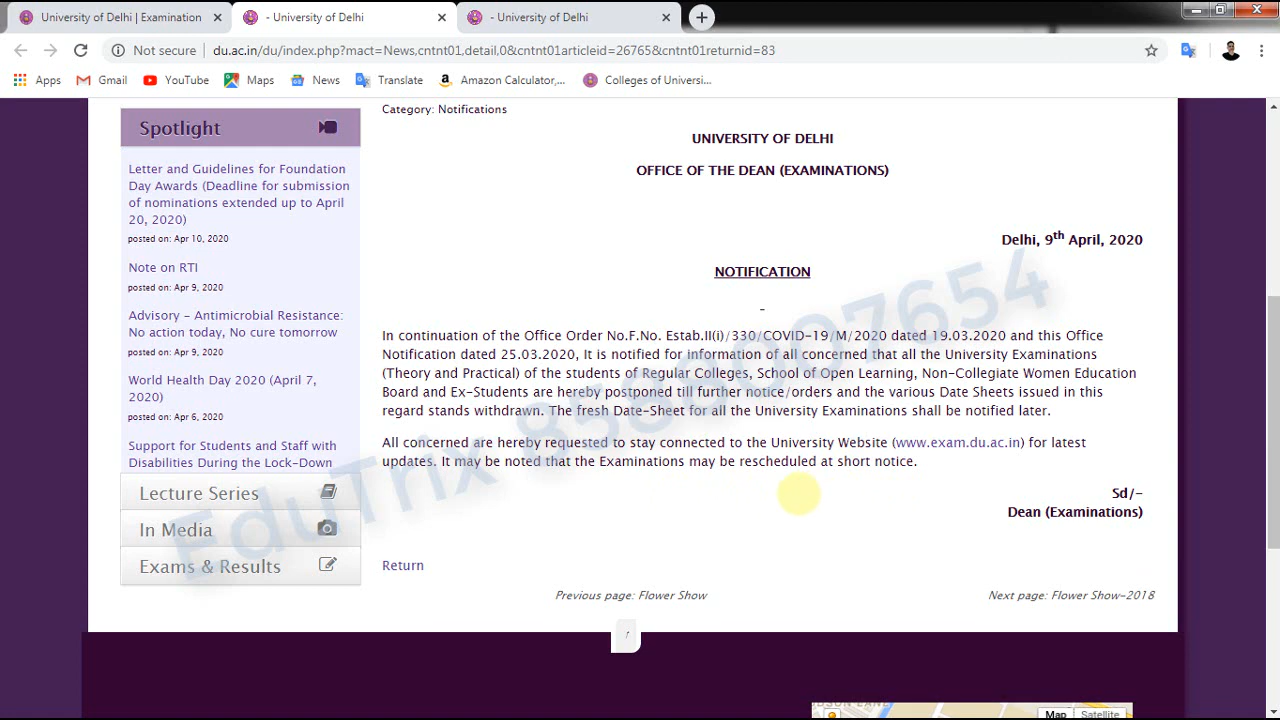 University of Delhi | Examination
- University of Delhi
- University of Delhi
Not secure
du.ac.in/du/index.php?mact=News,cntnt01,detail,0&cntnt01articleid=26765&cntnt01returnid=83
Apps Gmail YouTube Maps News Translate Amazon Calculator,... Colleges of Universi...
Spotlight
Letter and Guidelines for Foundation
Day Awards (Deadline for submission
of nominations extended up to April
20, 2020)
posted on: Apr 10, 2020
Note on RTI
posted on: Apr 9, 2020
Advisory - Antimicrobial Resistance:
No action today, No cure tomorrow
posted on: Apr 9, 2020
World Health Day 2020 (April 7,
2020)
posted on: Apr 6, 2020
Support for Students and Staff with
Disabilities During the Lock-Down
Lecture Series
In Media
Exams & Results
Category: Notifications
UNIVERSITY OF DELHI
OFFICE OF THE DEAN (EXAMINATIONS)
Delhi, 9th April, 2020
NOTIFICATION
-
In continuation of the Office Order No.F.No. Estab.II(i)/330/COVID-19/M/2020 dated 19.03.2020 and this Office
Notification dated 25.03.2020, It is notified for information of all concerned that all the University Examinations
(Theory and Practical) of the students of Regular Colleges, School of Open Learning, Non-Collegiate Women Education
Board and Ex-Students are hereby postponed till further notice/orders and the various Date Sheets issued in this
regard stands withdrawn. The fresh Date-Sheet for all the University Examinations shall be notified later.
All concerned are hereby requested to stay connected to the University Website (www.exam.du.ac.in) for latest
updates. It may be noted that the Examinations may be rescheduled at short notice.
Sd/-
Dean (Examinations)
Return
Previous page: Flower Show
Next page: Flower Show-2018
↑
Map Satellite
EduTrix 8588007654